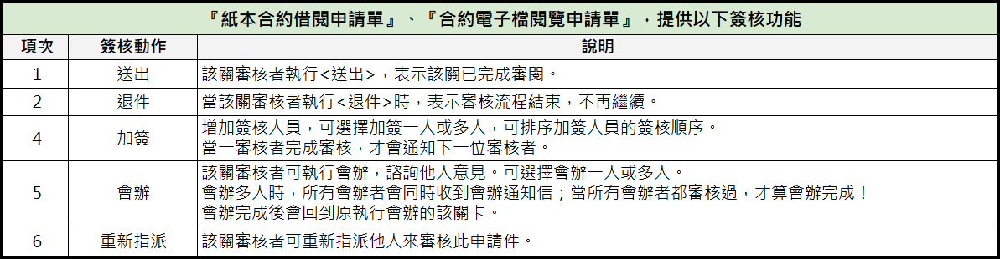 『紙本合約借閱申請單』、『合約電子檔閱覽申請單』，提供以下簽核功能
項次 簽核動作 說明
1 送出 該關審核者執行<送出>，表示該關已完成審閱。
2 退件 當該關審核者執行<退件>時，表示審核流程結束，不再繼續。
4 加簽 增加簽核人員，可選擇加簽一人或多人，可排序加簽人員的簽核順序。
當一審核者完成審核，才會通知下一位審核者。
5 會辦 該關審核者可執行會辦，諮詢他人意見。可選擇會辦一人或多人。
會辦多人時，所有會辦者會同時收到會辦通知信；當所有會辦者都審核過，才算會辦完成！
會辦完成後會回到原執行會辦的該關卡。
6 重新指派 該關審核者可重新指派他人來審核此申請件。